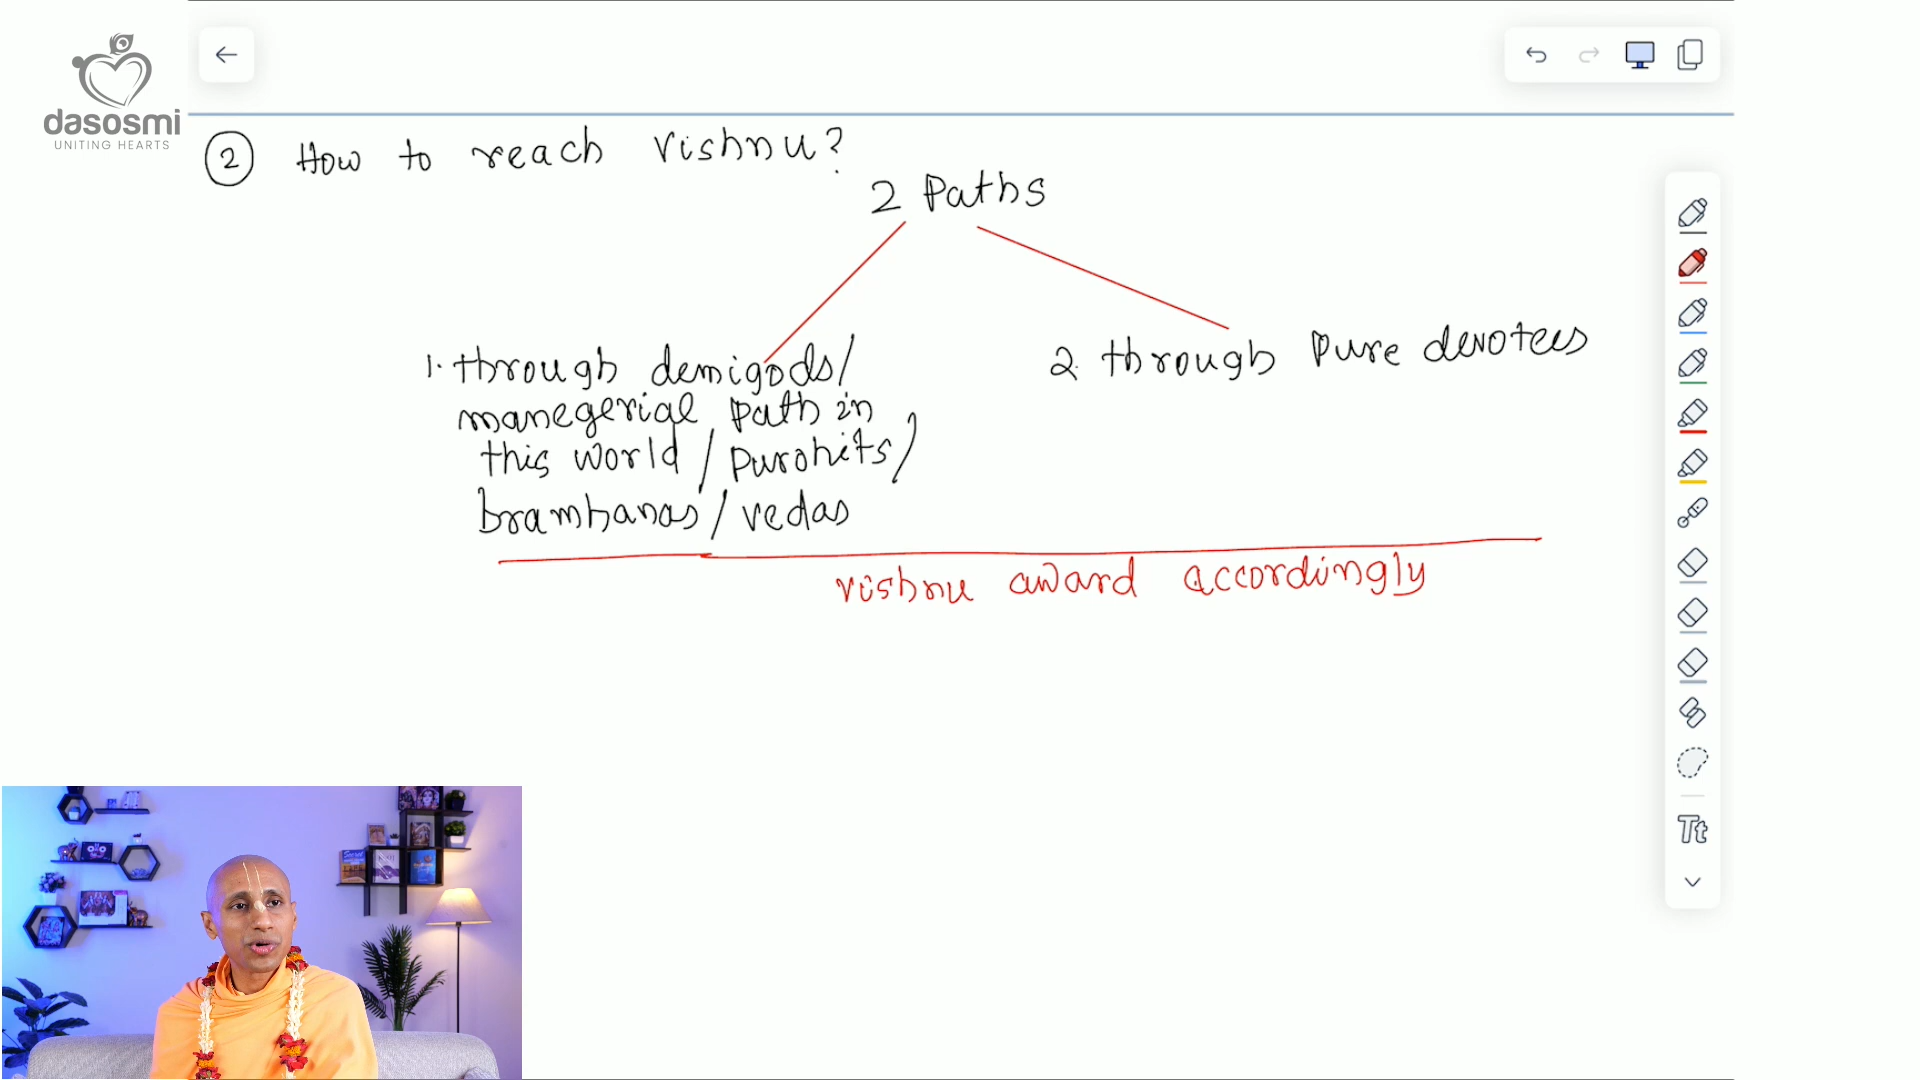 dasosmi
UNITING HEARTS
2 How to reach Vishnu?
2 Paths
1. through demigods/
manegerial path in
this world / purohits /
bramhanas / vedas
2. through pure devotees
vishnu award accordingly
Tt